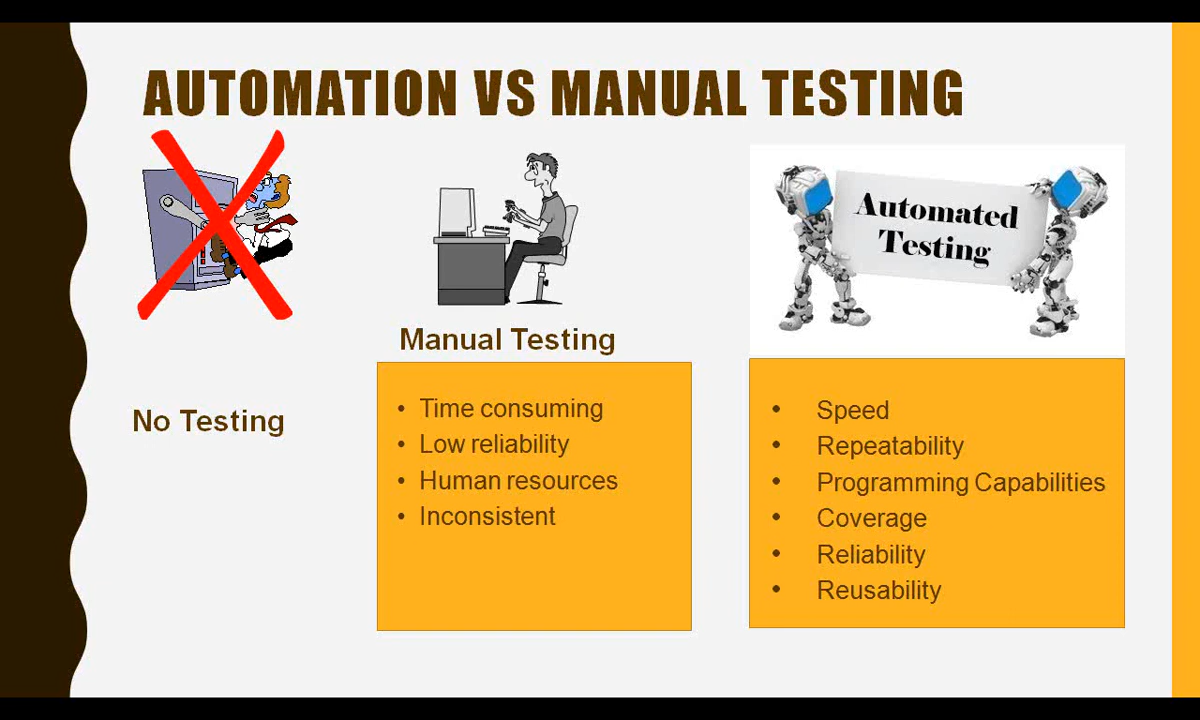 AUTOMATION VS MANUAL TESTING
No Testing
Manual Testing
• Time consuming
• Low reliability
• Human resources
• Inconsistent
Automated
Testing
• Speed
• Repeatability
• Programming Capabilities
• Coverage
• Reliability
• Reusability